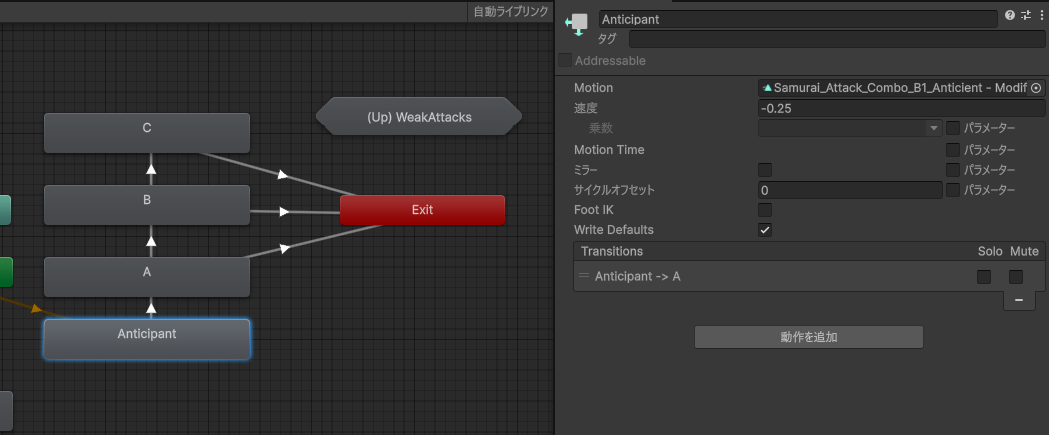 自動ライブリンク
C
(Up) WeakAttacks
B
Exit
A
Anticipant
Anticipant
タグ
Addressable
Motion
Samurai_Attack_Combo_B1_Anticient - Modif
速度
-0.25
乗数
パラメーター
Motion Time
パラメーター
ミラー
パラメーター
サイクルオフセット
0
パラメーター
Foot IK
Write Defaults
Transitions
Solo
Mute
Anticipant -> A
動作を追加